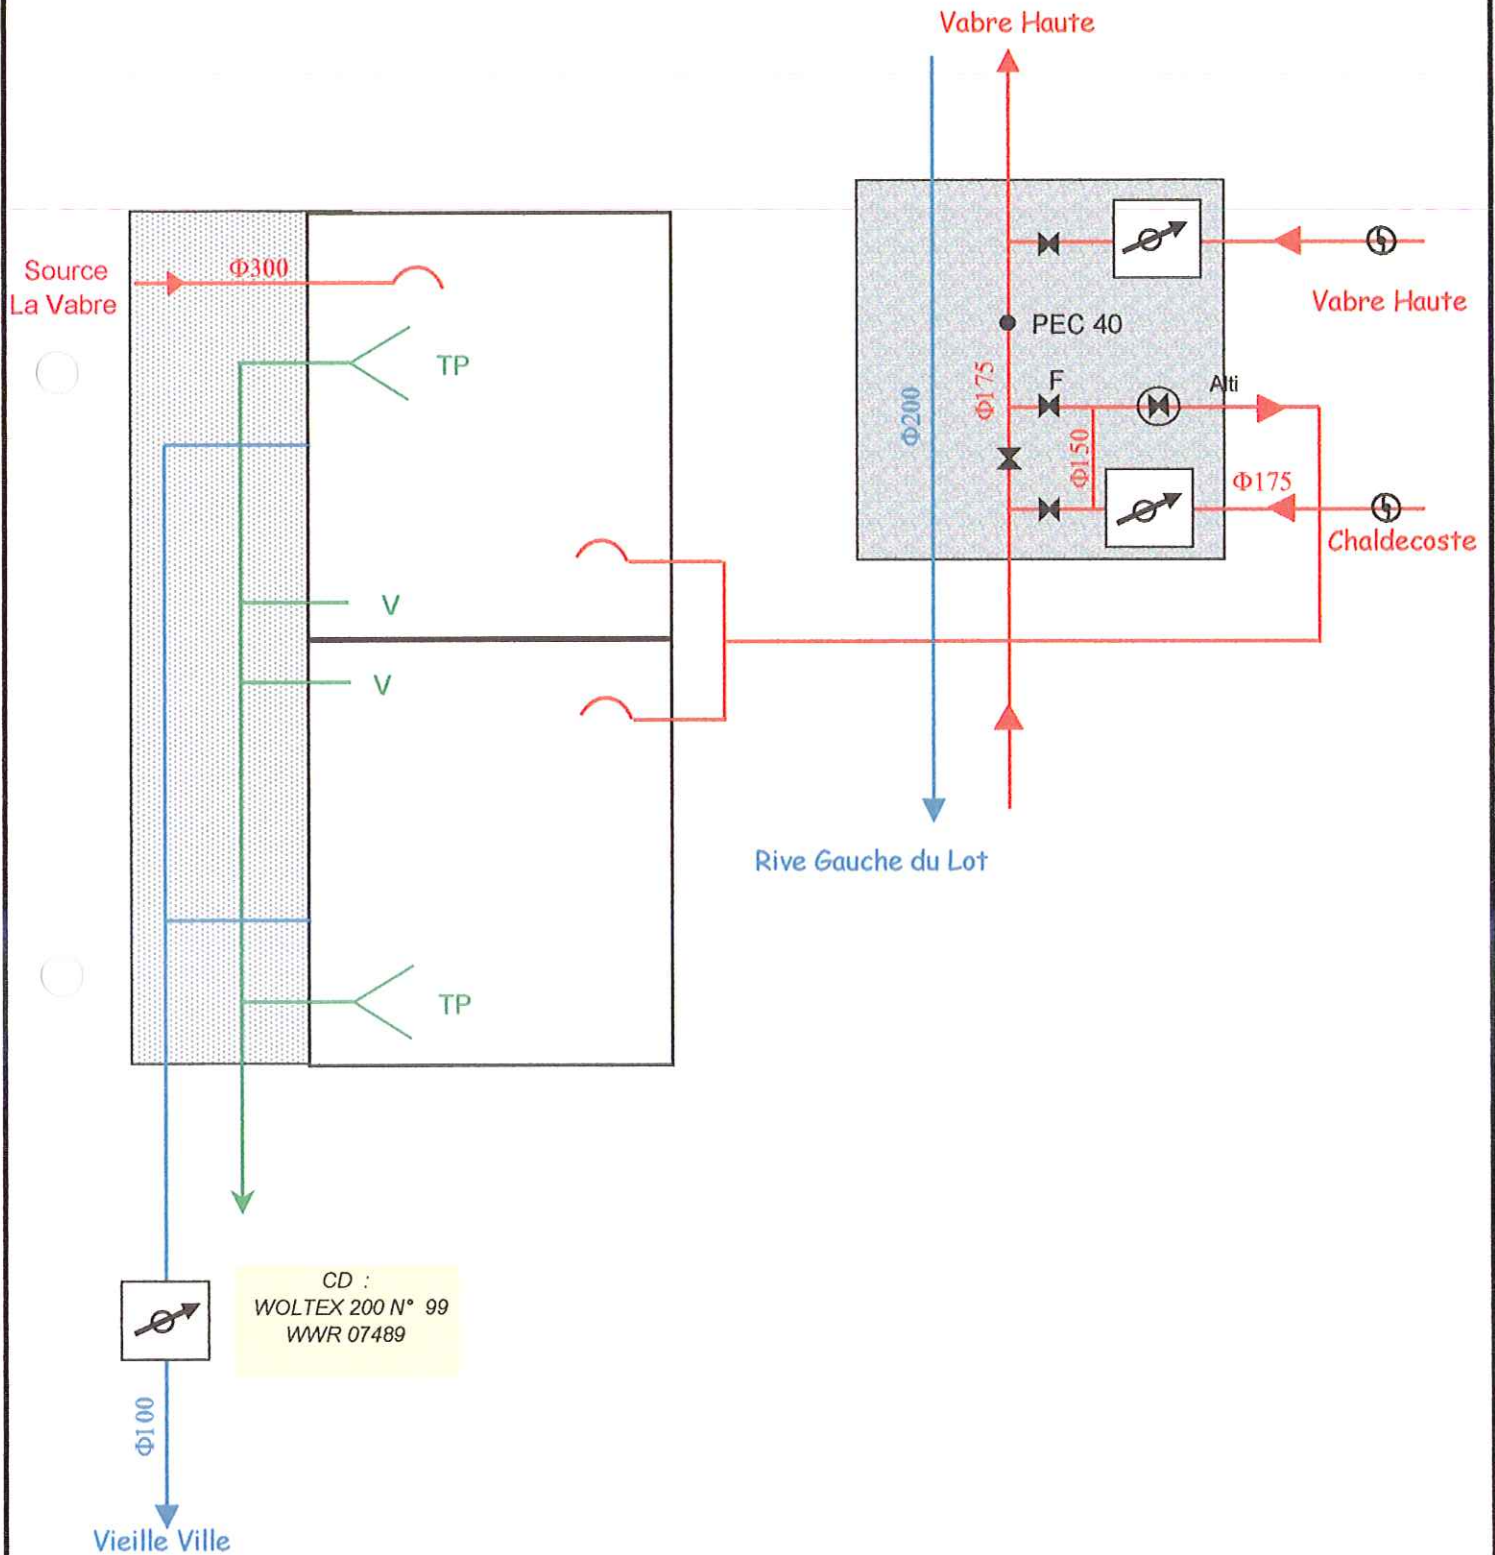 Vabre Haute
Source
La Vabre
Φ300
TP
Vabre Haute
PEC 40
Φ175
F
Alti
Φ200
Φ150
Φ175
Chaldecoste
V
V
Rive Gauche du Lot
TP
CD :
WOLTEX 200 N° 99
WWR 07489
Φ100
Vieille Ville